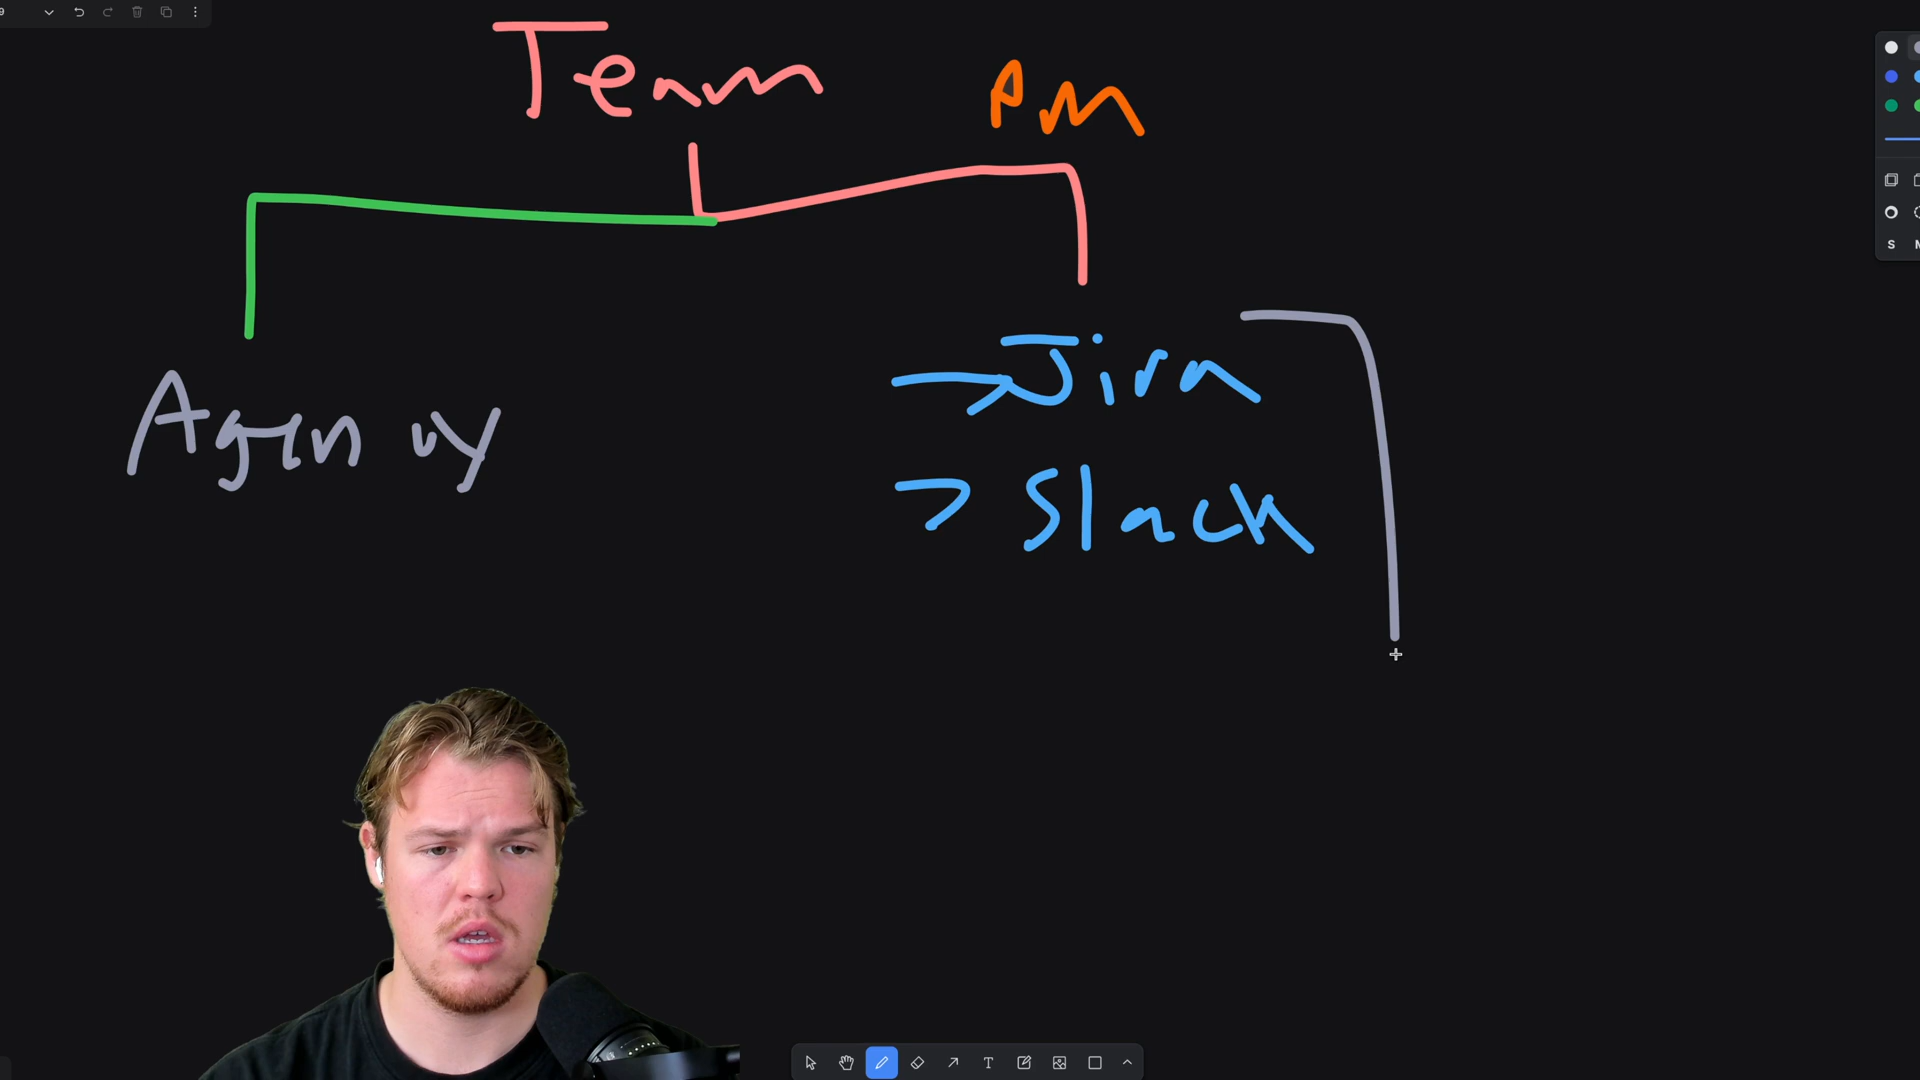 Team
PM
Agency
→ Jira
> Slack
S